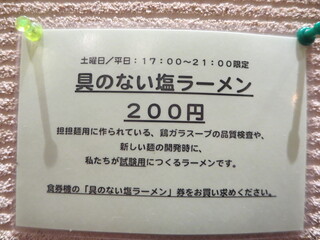 土曜日／平日：17：00～21：00限定
具のない塩ラーメン
２００円
担担麺用に作られている、鶏ガラスープの品質検査や、
新しい麺の開発時に、
私たちが試験用につくるラーメンです。
食券機の「具のない塩ラーメン」券をお買い求めください。